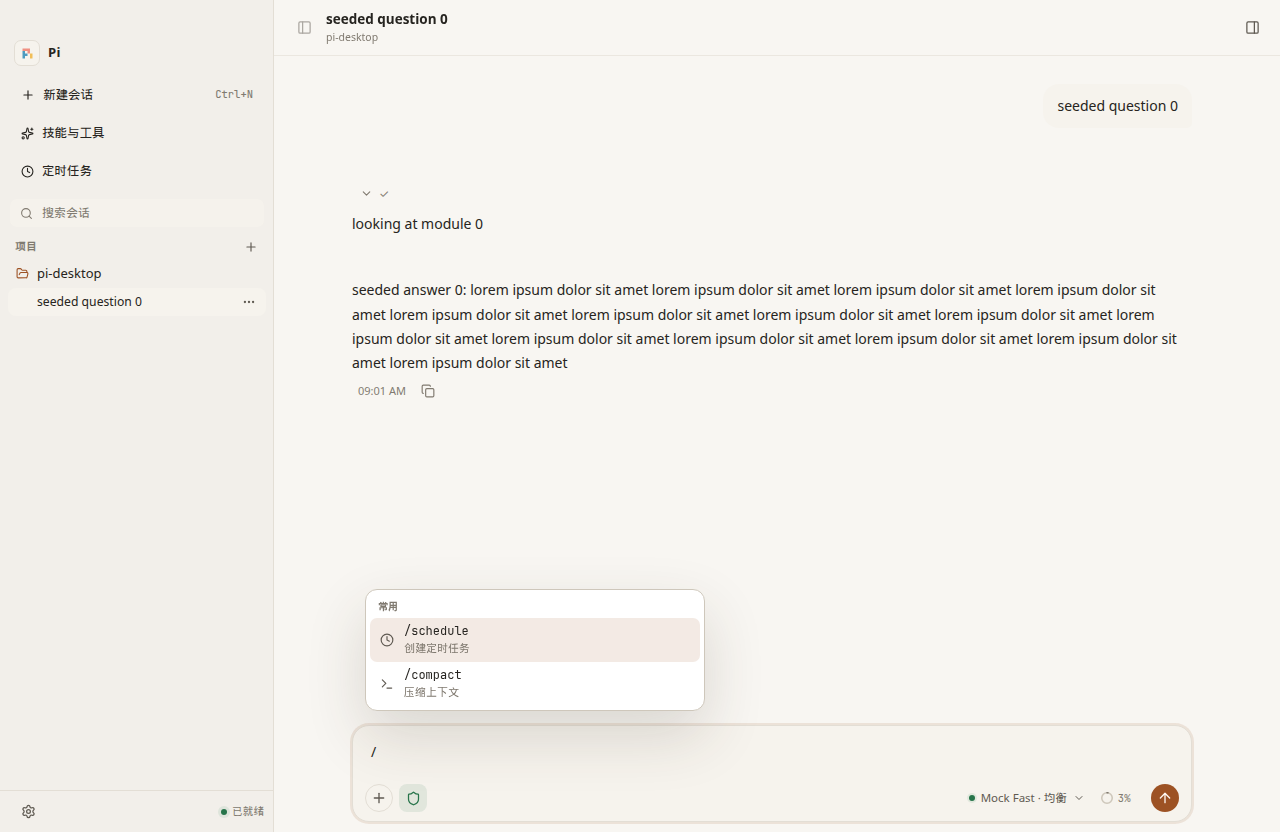 Pi
新建会话 Ctrl+N
技能与工具
定时任务
搜索会话
项目
pi-desktop
seeded question 0
已就绪
seeded question 0
pi-desktop
seeded question 0
looking at module 0
seeded answer 0: lorem ipsum dolor sit amet lorem ipsum dolor sit amet lorem ipsum dolor sit amet lorem ipsum dolor sit
amet lorem ipsum dolor sit amet lorem ipsum dolor sit amet lorem ipsum dolor sit amet lorem ipsum dolor sit amet lorem
ipsum dolor sit amet lorem ipsum dolor sit amet lorem ipsum dolor sit amet lorem ipsum dolor sit amet lorem ipsum dolor sit
amet lorem ipsum dolor sit amet
09:01 AM
常用
/schedule
创建定时任务
/compact
压缩上下文
/
Mock Fast · 均衡 3%